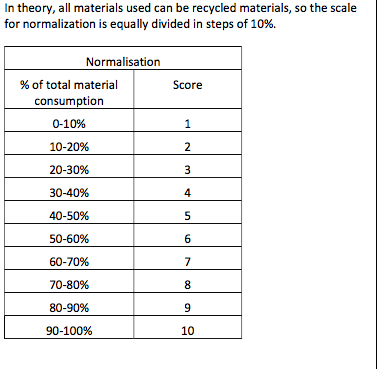 In theory, all materials used can be recycled materials, so the scale
for normalization is equally divided in steps of 10%.
Normalisation
% of total material consumption Score
0-10% 1
10-20% 2
20-30% 3
30-40% 4
40-50% 5
50-60% 6
60-70% 7
70-80% 8
80-90% 9
90-100% 10